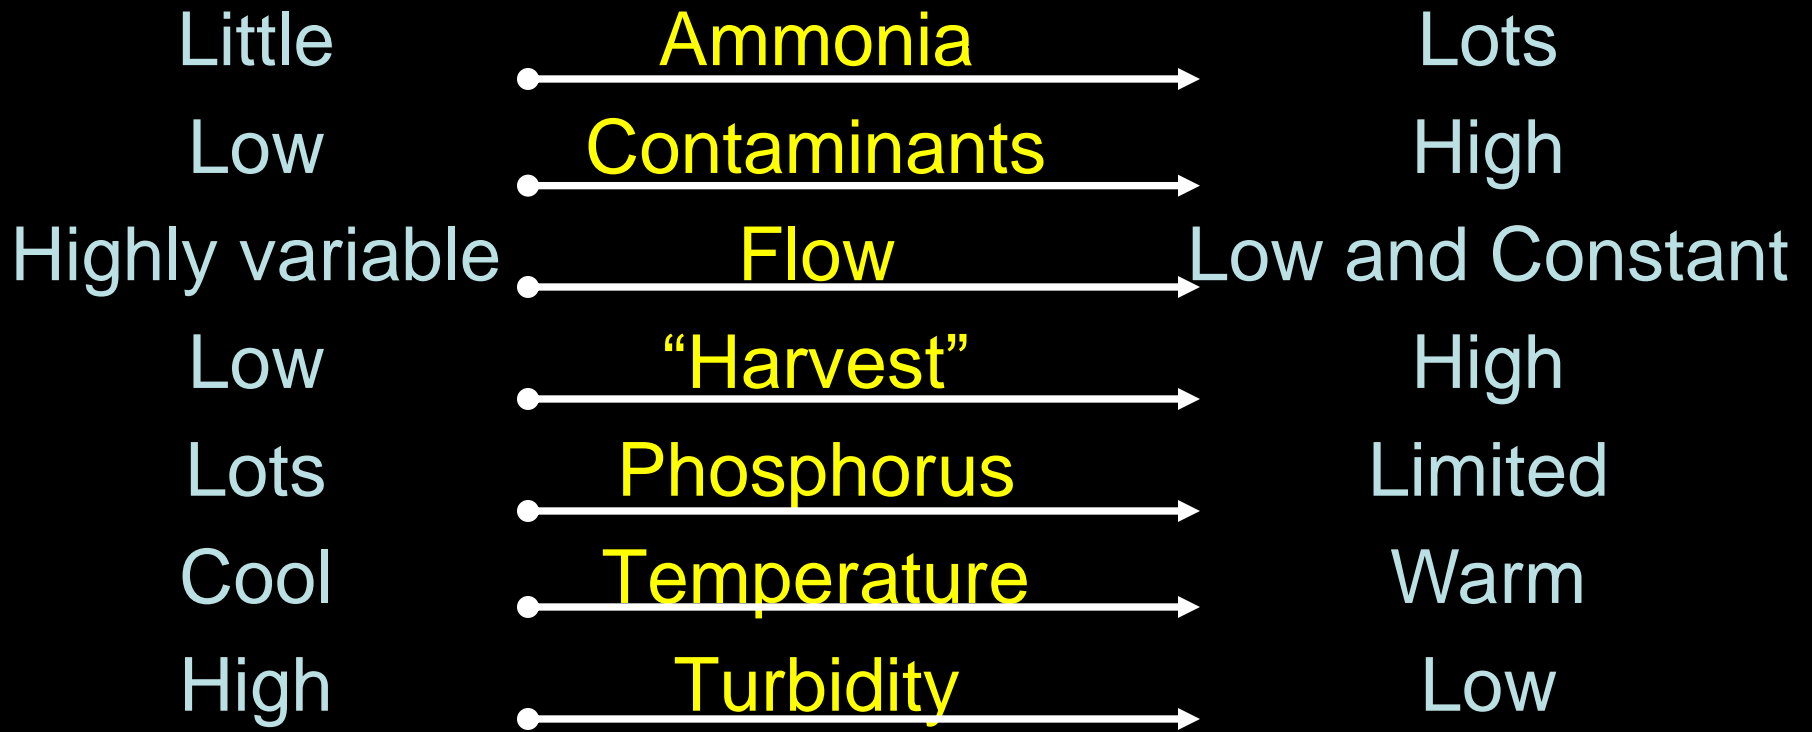 Little Ammonia Lots
Low Contaminants High
Highly variable Flow Low and Constant
Low “Harvest” High
Lots Phosphorus Limited
Cool Temperature Warm
High Turbidity Low